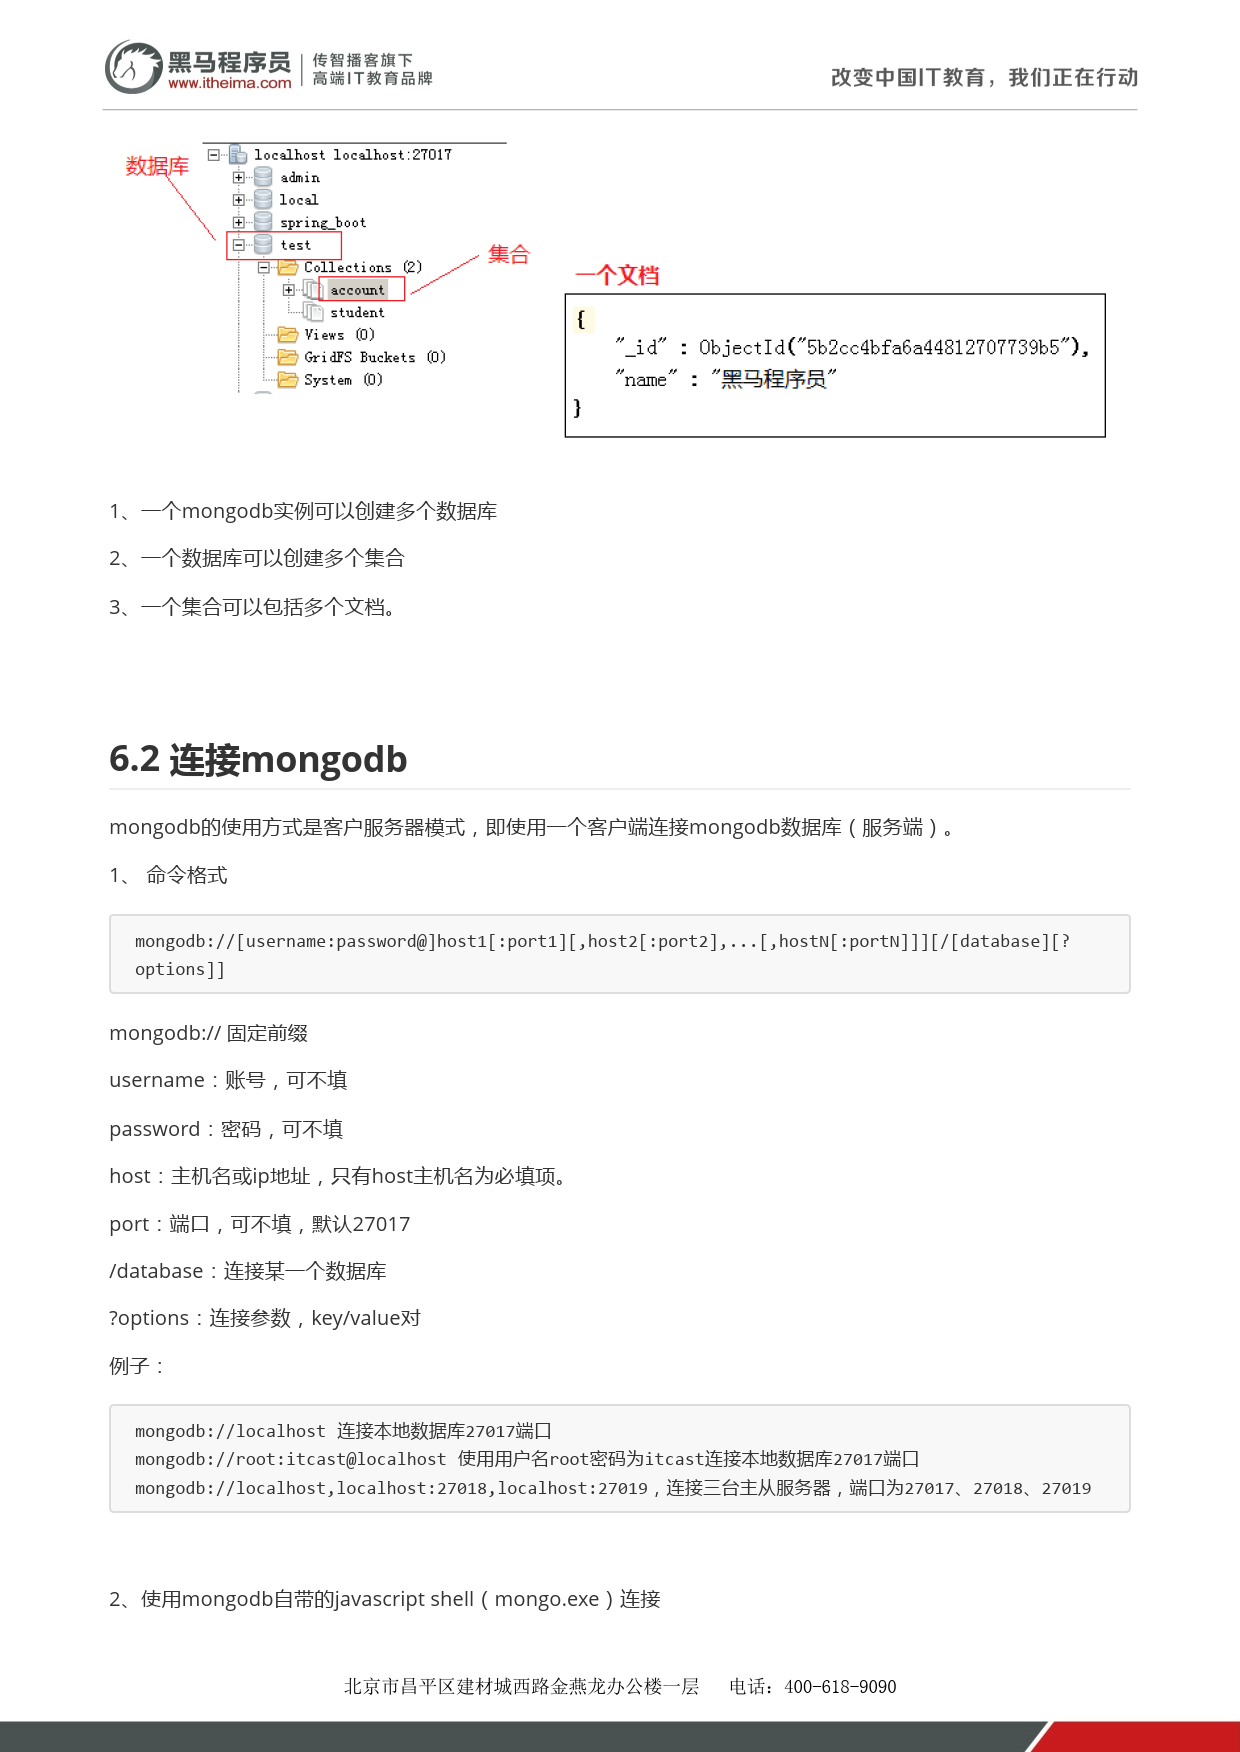 黑马程序员
www.itheima.com
传智播客旗下
高端IT教育品牌
改变中国IT教育，我们正在行动
数据库
localhost localhost:27017
admin
local
spring_boot
test
Collections (2)
account
student
Views (0)
GridFS Buckets (0)
System (0)
集合
一个文档
{
"_id" : ObjectId("5b2cc4bfa6a44812707739b5"),
"name" : "黑马程序员"
}
1、一个mongodb实例可以创建多个数据库
2、一个数据库可以创建多个集合
3、一个集合可以包括多个文档。
6.2 连接mongodb
mongodb的使用方式是客户服务器模式，即使用一个客户端连接mongodb数据库（服务端）。
1、 命令格式
mongodb://[username:password@]host1[:port1][,host2[:port2],...[,hostN[:portN]]][/[database][?
options]]
mongodb:// 固定前缀
username：账号，可不填
password：密码，可不填
host：主机名或ip地址，只有host主机名为必填项。
port：端口，可不填，默认27017
/database：连接某一个数据库
?options：连接参数，key/value对
例子：
mongodb://localhost 连接本地数据库27017端口
mongodb://root:itcast@localhost 使用用户名root密码为itcast连接本地数据库27017端口
mongodb://localhost,localhost:27018,localhost:27019，连接三台主从服务器，端口为27017、27018、27019
2、使用mongodb自带的javascript shell（mongo.exe）连接
北京市昌平区建材城西路金燕龙办公楼一层 电话：400-618-9090